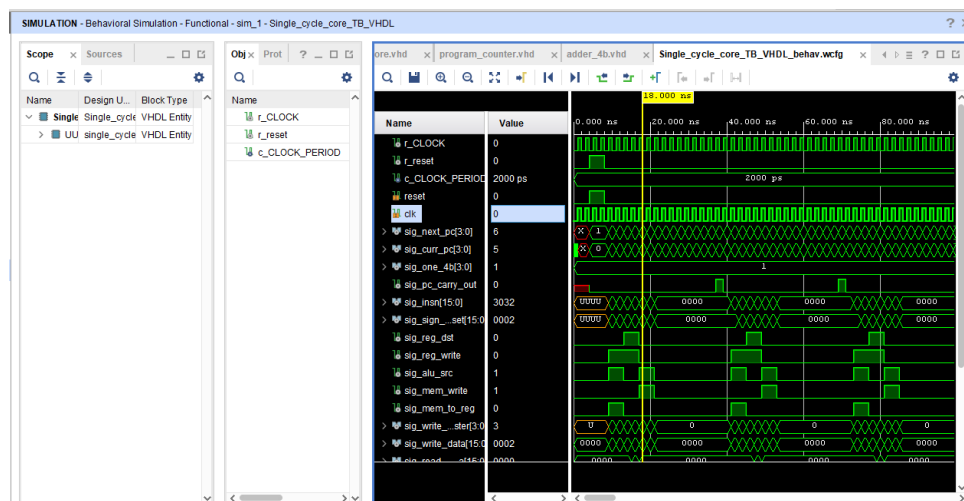 SIMULATION - Behavioral Simulation - Functional - sim_1 - Single_cycle_core_TB_VHDL
Scope Sources
Name Design U... Block Type
Single Single_cycle VHDL Entity
UU single_cycle VHDL Entity
Obj Prot
Name
r_CLOCK
r_reset
c_CLOCK_PERIOD
ore.vhd program_counter.vhd adder_4b.vhd Single_cycle_core_TB_VHDL_behav.wcfg
18.000 ns
Name Value
0.000 ns 20.000 ns 40.000 ns 60.000 ns 80.000 ns
r_CLOCK 0
r_reset 0
c_CLOCK_PERIOD 2000 ps 2000 ps
reset 0
clk 0
sig_next_pc[3:0] 6 X 1
sig_curr_pc[3:0] 5 X 0
sig_one_4b[3:0] 1 1
sig_pc_carry_out 0
sig_insn[15:0] 3032 UUUU 0000 0000 0000
sig_sign_...set[15:0 0002 UUUU 0000 0000 0000
sig_reg_dst 0
sig_reg_write 0
sig_alu_src 1
sig_mem_write 1
sig_mem_to_reg 0
sig_write_...ster[3:0 3 U 0 0 0
sig_write_data[15:0 0002 0000 0000 0000 0000